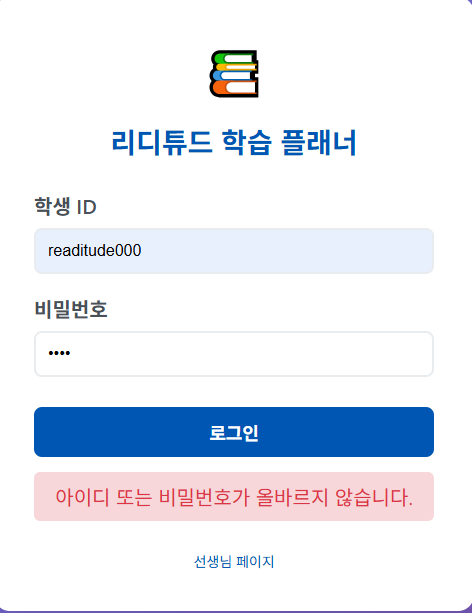 리디튜드 학습 플래너
학생 ID
readitude000
비밀번호
••••
로그인
아이디 또는 비밀번호가 올바르지 않습니다.
선생님 페이지